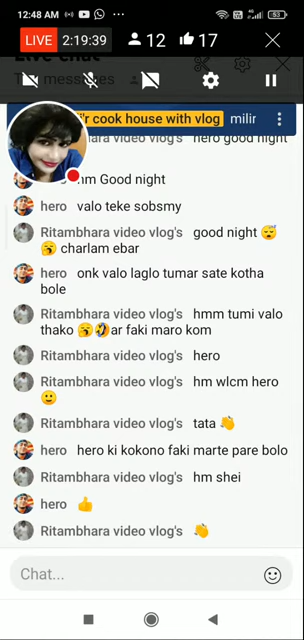 12:48 AM
53
LIVE 2:19:39 12 17
messages
'r cook house with vlog milir
hara video vlog's hero good night
hm Good night
hero valo teke sobsmy
Ritambhara video vlog's good night 😴
🥱 charlam ebar
hero onk valo laglo tumar sate kotha
bole
Ritambhara video vlog's hmm tumi valo
thako 🥱🤣ar faki maro kom
Ritambhara video vlog's hero
Ritambhara video vlog's hm wlcm hero
🙂
Ritambhara video vlog's tata 👏
hero hero ki kokono faki marte pare bolo
Ritambhara video vlog's hm shei
hero 👍
Ritambhara video vlog's 👏
Chat...